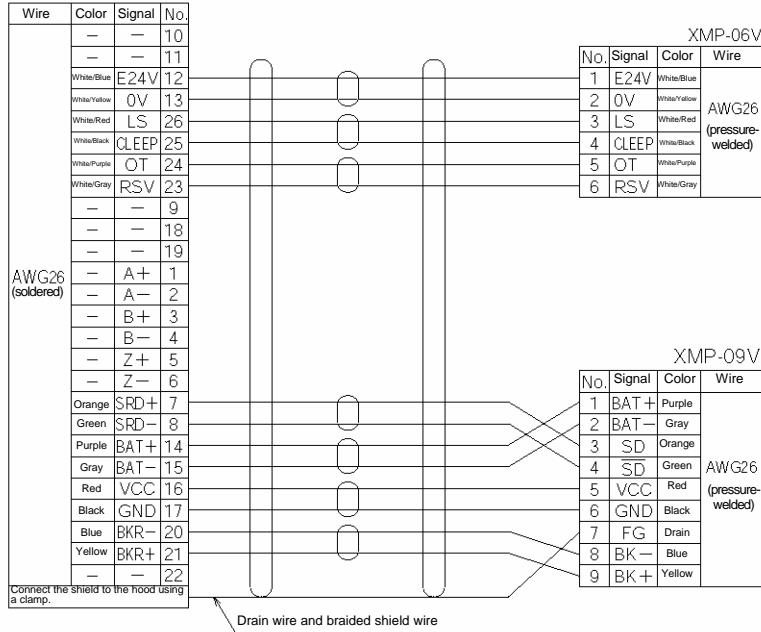 Wire Color Signal No.
— — 10
— — 11
White/Blue E24V 12
White/Yellow 0V 13
White/Red LS 26
White/Black CLEEP 25
White/Purple OT 24
White/Gray RSV 23
— — 9
— — 18
— — 19
AWG26
(soldered)
— A+ 1
— A− 2
— B+ 3
— B− 4
— Z+ 5
— Z− 6
Orange SRD+ 7
Green SRD− 8
Purple BAT+ 14
Gray BAT− 15
Red VCC 16
Black GND 17
Blue BKR− 20
Yellow BKR+ 21
— — 22
Connect the shield to the hood using
a clamp.
Drain wire and braided shield wire
XMP-06V
No. Signal Color Wire
1 E24V White/Blue
2 0V White/Yellow
3 LS White/Red
4 CLEEP White/Black
5 OT White/Purple
6 RSV White/Gray
AWG26
(pressure-
welded)
XMP-09V
No. Signal Color Wire
1 BAT+ Purple
2 BAT− Gray
3 SD Orange
4 S̅D̅ Green
5 VCC Red
6 GND Black
7 FG Drain
8 BK− Blue
9 BK+ Yellow
AWG26
(pressure-
welded)